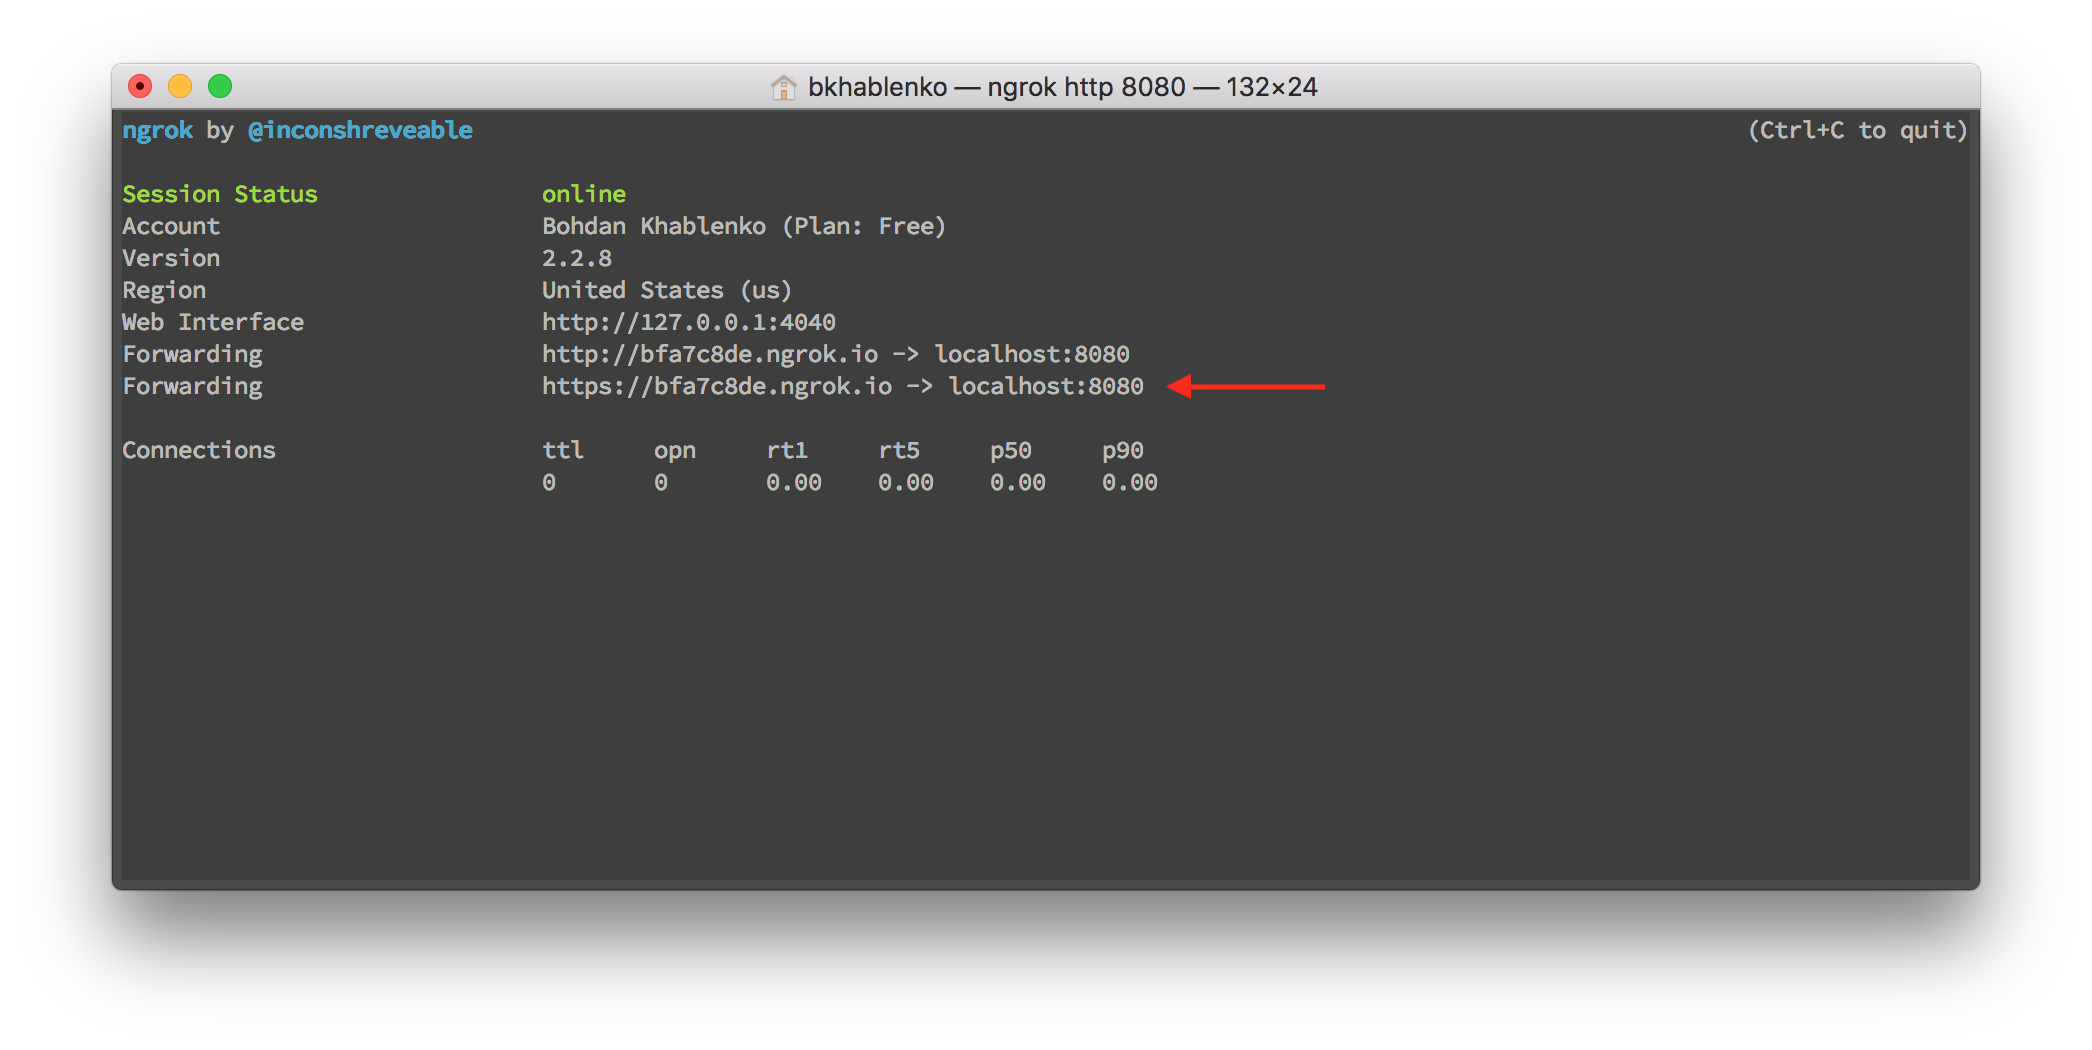 bkhablenko — ngrok http 8080 — 132×24
ngrok by @inconshreveable (Ctrl+C to quit)
Session Status online
Account Bohdan Khablenko (Plan: Free)
Version 2.2.8
Region United States (us)
Web Interface http://127.0.0.1:4040
Forwarding http://bfa7c8de.ngrok.io -> localhost:8080
Forwarding https://bfa7c8de.ngrok.io -> localhost:8080
Connections ttl opn rt1 rt5 p50 p90
0 0 0.00 0.00 0.00 0.00